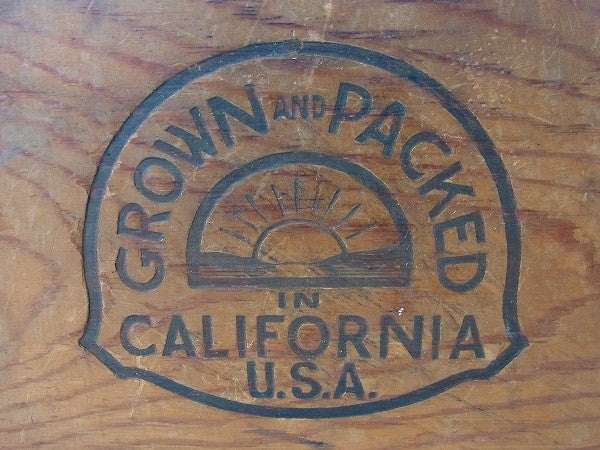 GROWN AND PACKED
IN
CALIFORNIA
U.S.A.